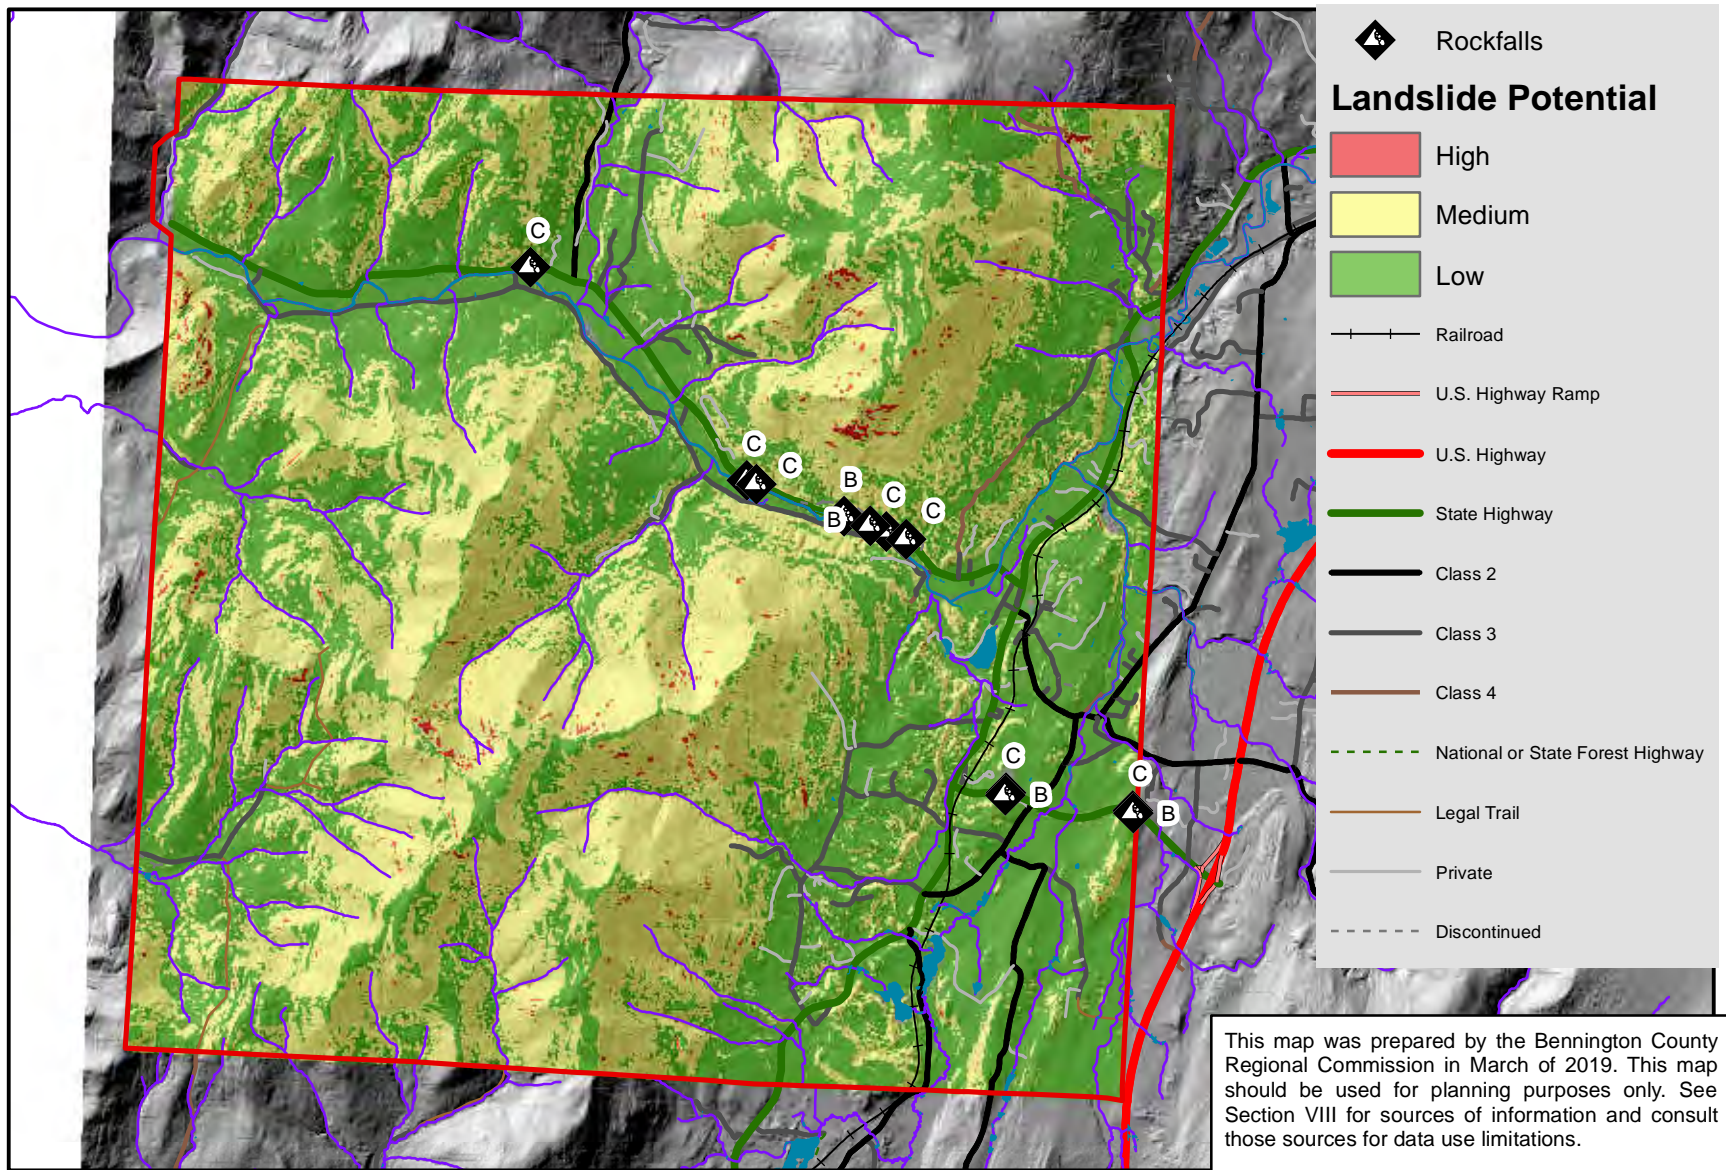 Rockfalls
Landslide Potential
High
Medium
Low
Railroad
U.S. Highway Ramp
U.S. Highway
State Highway
Class 2
Class 3
Class 4
National or State Forest Highway
Legal Trail
Private
Discontinued
C
C
C
B
C
B
C
C
B
C
B
This map was prepared by the Bennington County
Regional Commission in March of 2019. This map
should be used for planning purposes only. See
Section VIII for sources of information and consult
those sources for data use limitations.